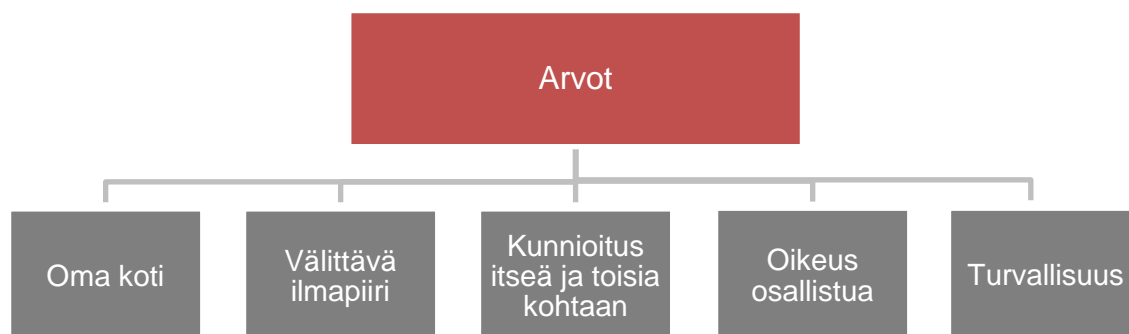 Arvot
Oma koti
Välittävä
ilmapiiri
Kunnioitus
itseä ja toisia
kohtaan
Oikeus
osallistua
Turvallisuus